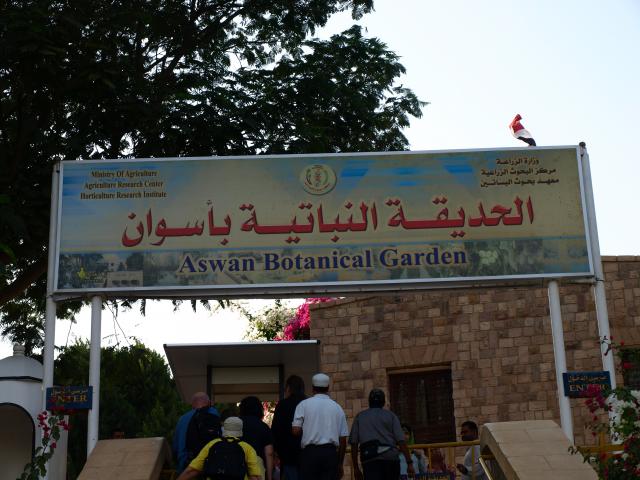 Ministry Of Agriculture
Agriculture Research Center
Horticulture Research Institute
وزارة الزراعة
مركز البحوث الزراعية
معهد بحوث البساتين
الحديقة النباتية بأسوان
Aswan Botanical Garden
ENTER
ENTER